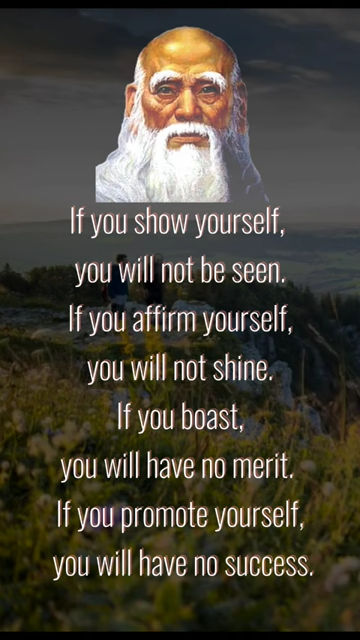 If you show yourself,
you will not be seen.
If you affirm yourself,
you will not shine.
If you boast,
you will have no merit.
If you promote yourself,
you will have no success.